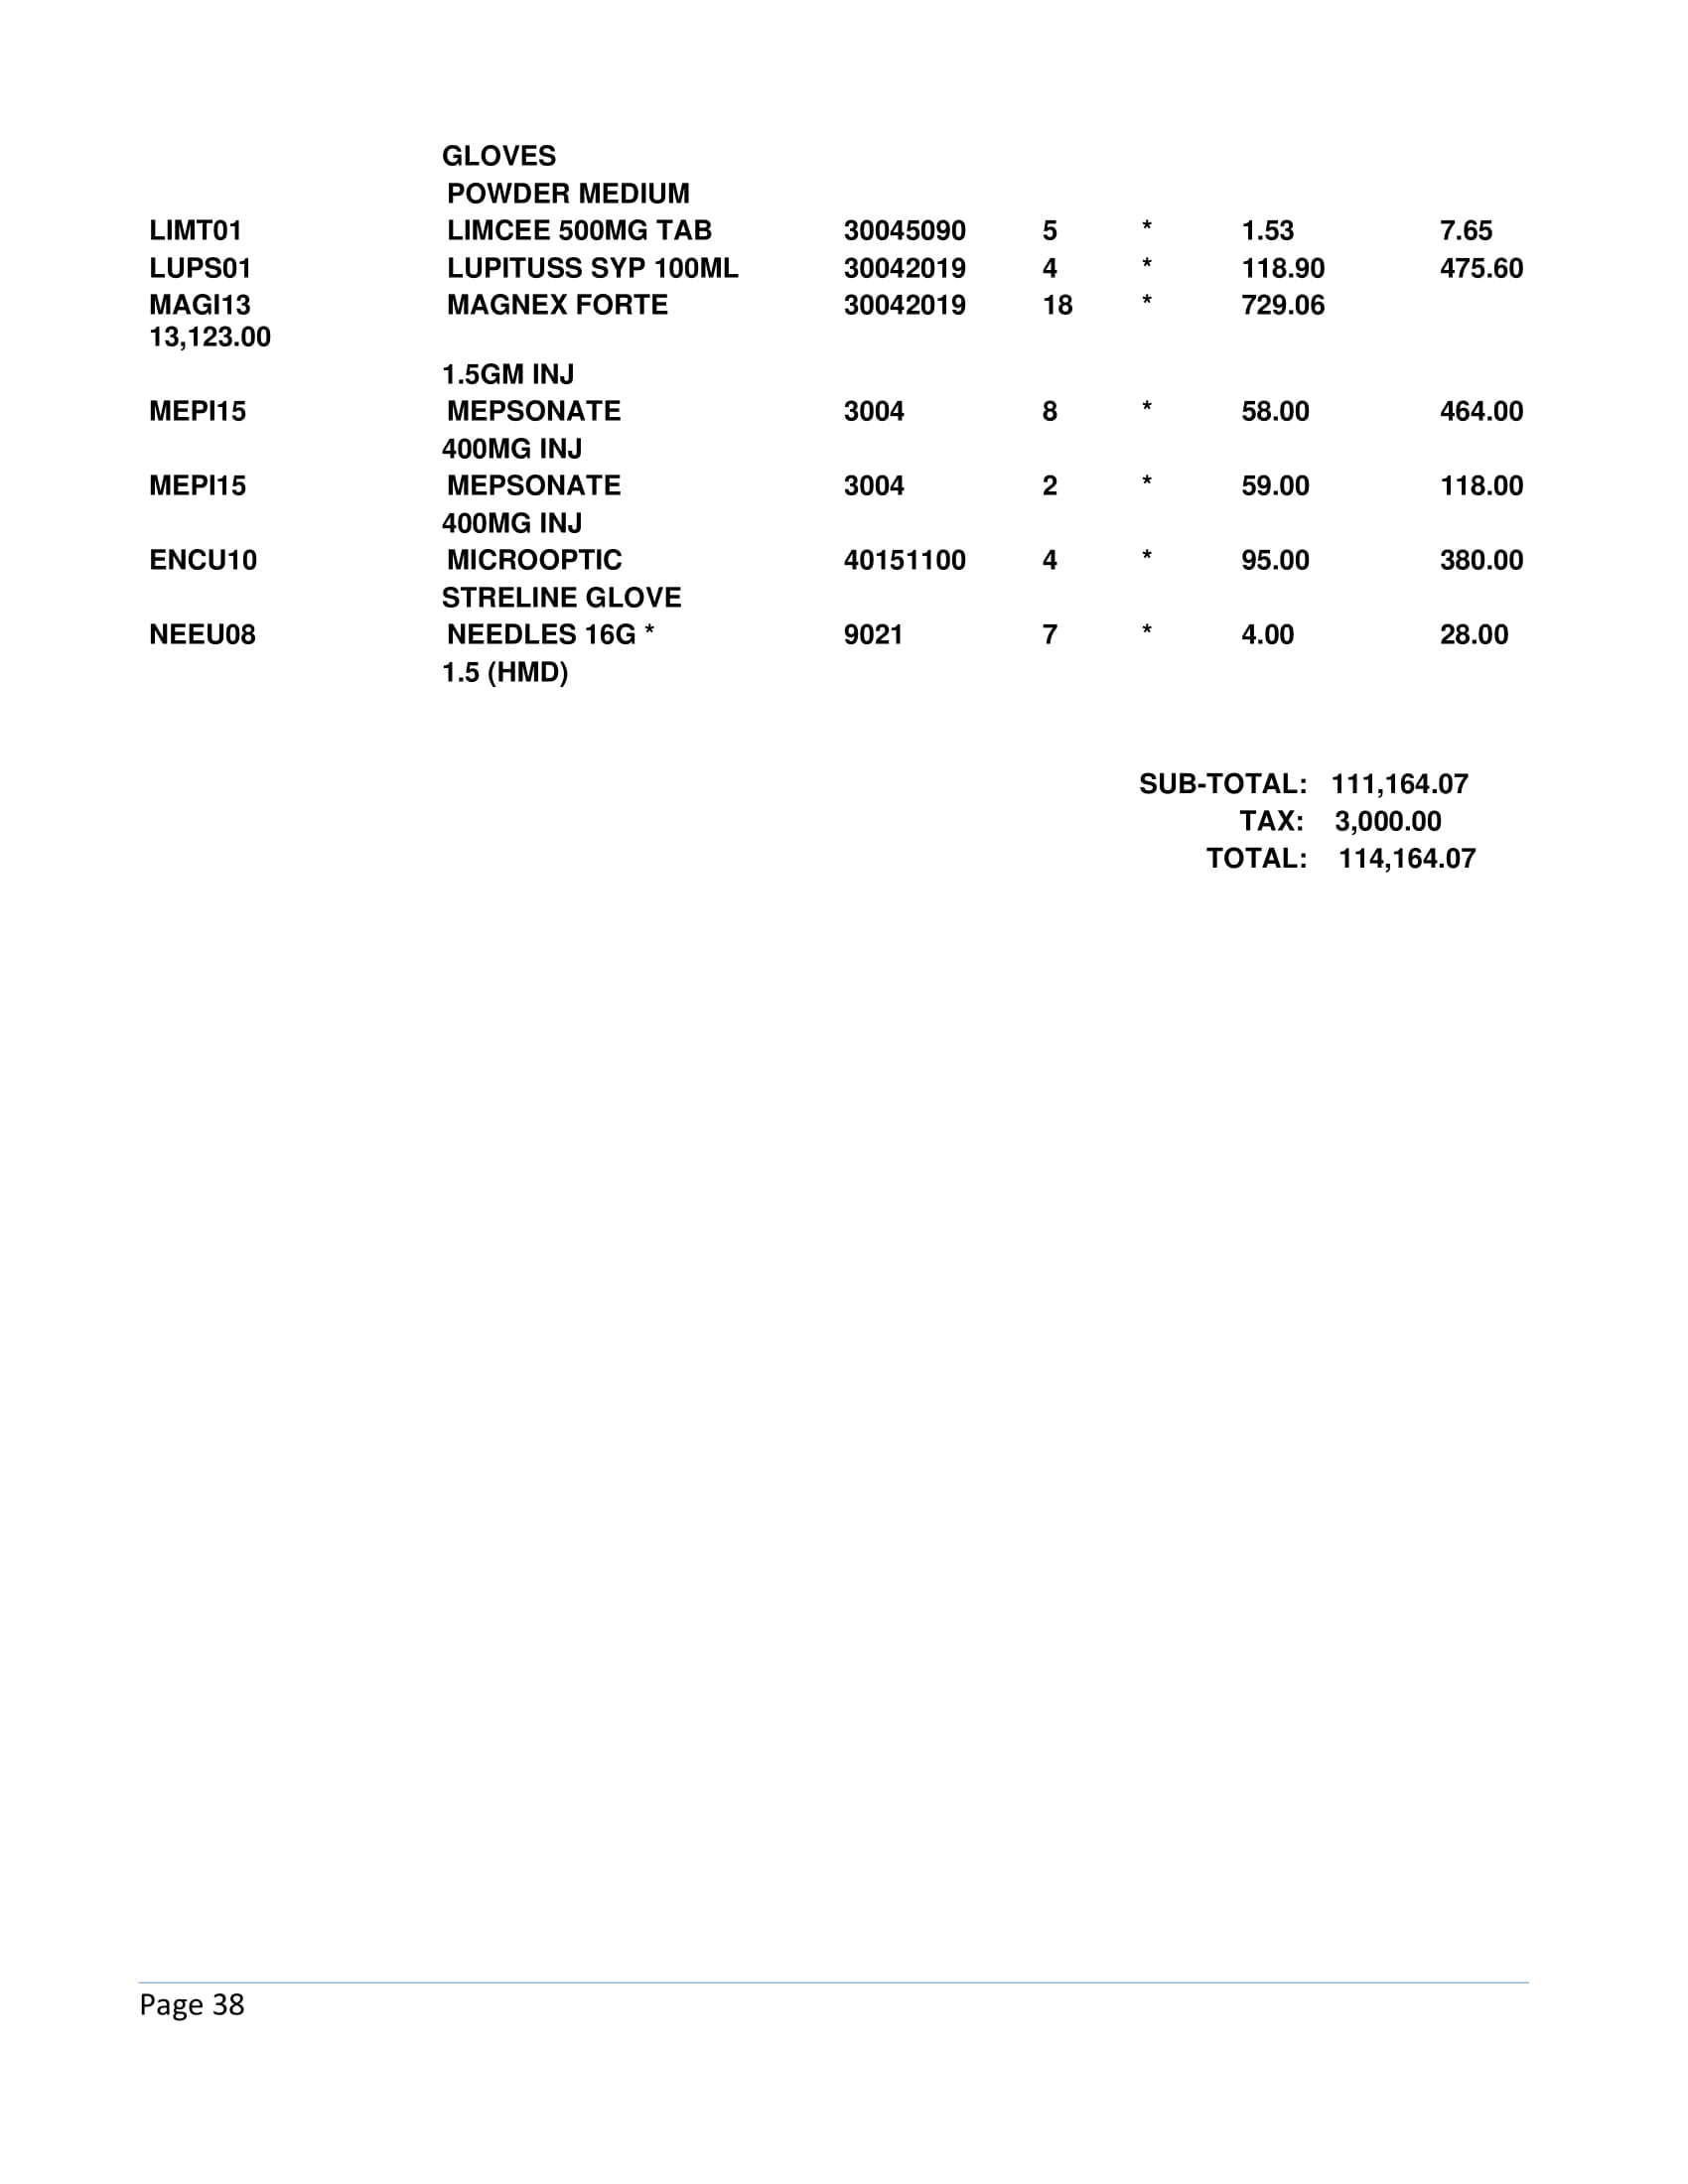 GLOVES
POWDER MEDIUM
LIMT01 LIMCEE 500MG TAB 30045090 5 * 1.53 7.65
LUPS01 LUPITUSS SYP 100ML 30042019 4 * 118.90 475.60
MAGI13 MAGNEX FORTE 30042019 18 * 729.06
13,123.00
1.5GM INJ
MEPI15 MEPSONATE 3004 8 * 58.00 464.00
400MG INJ
MEPI15 MEPSONATE 3004 2 * 59.00 118.00
400MG INJ
ENCU10 MICROOPTIC 40151100 4 * 95.00 380.00
STRELINE GLOVE
NEEU08 NEEDLES 16G * 9021 7 * 4.00 28.00
1.5 (HMD)
SUB-TOTAL: 111,164.07
TAX: 3,000.00
TOTAL: 114,164.07
Page 38